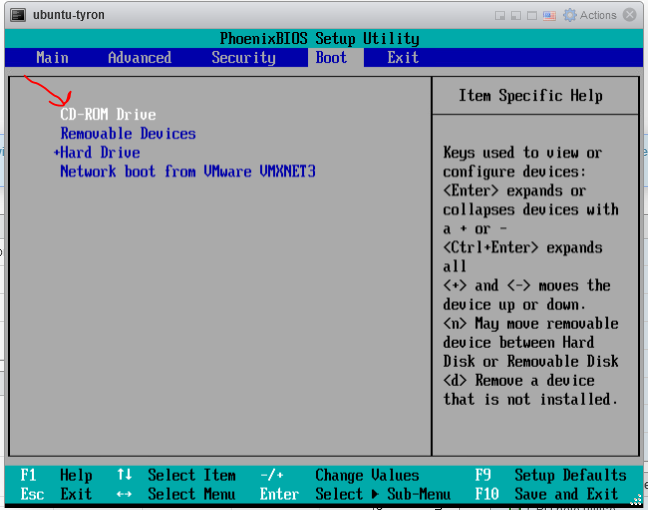 ubuntu-tyron
Actions
PhoenixBIOS Setup Utility
Main Advanced Security Boot Exit
CD-ROM Drive
Removable Devices
+Hard Drive
Network boot from VMware VMXNET3
Item Specific Help
Keys used to view or
configure devices:
<Enter> expands or
collapses devices with
a + or -
<Ctrl+Enter> expands
all
<+> and <-> moves the
device up or down.
<n> May move removable
device between Hard
Disk or Removable Disk
<d> Remove a device
that is not installed.
F1 Help ↑↓ Select Item -/+ Change Values F9 Setup Defaults
Esc Exit ↔ Select Menu Enter Select ▶ Sub-Menu F10 Save and Exit